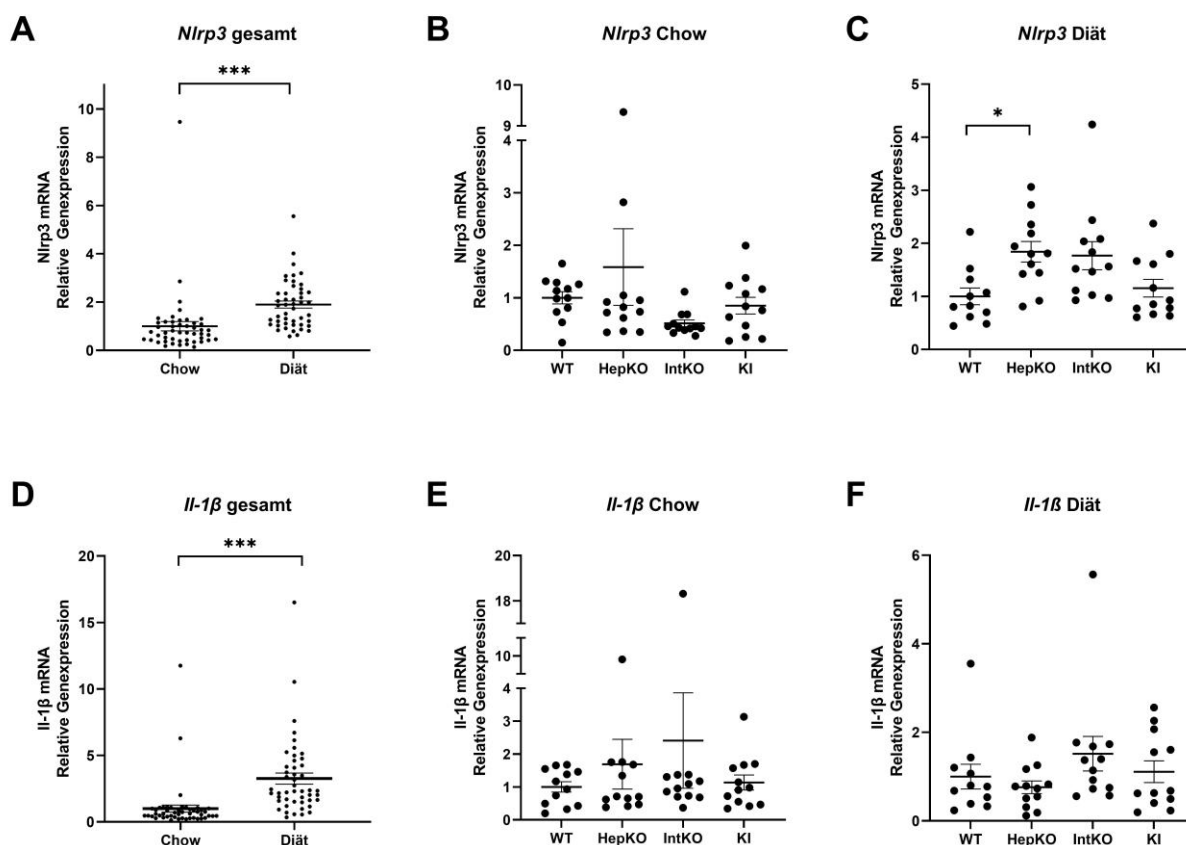 A
Nlrp3 gesamt
***
Nlrp3 mRNA
Relative Genexpression
10
8
6
4
2
0
Chow
Diät
B
Nlrp3 Chow
Nlrp3 mRNA
Relative Genexpression
10
9
4
3
2
1
0
WT
HepKO
IntKO
KI
C
Nlrp3 Diät
*
Nlrp3 mRNA
Relative Genexpression
5
4
3
2
1
0
WT
HepKO
IntKO
KI
D
Il-1β gesamt
***
Il-1β mRNA
Relative Genexpression
20
15
10
5
0
Chow
Diät
E
Il-1β Chow
Il-1β mRNA
Relative Genexpression
20
18
10
4
3
2
1
0
WT
HepKO
IntKO
KI
F
Il-1ß Diät
Il-1β mRNA
Relative Genexpression
6
4
2
0
WT
HepKO
IntKO
KI